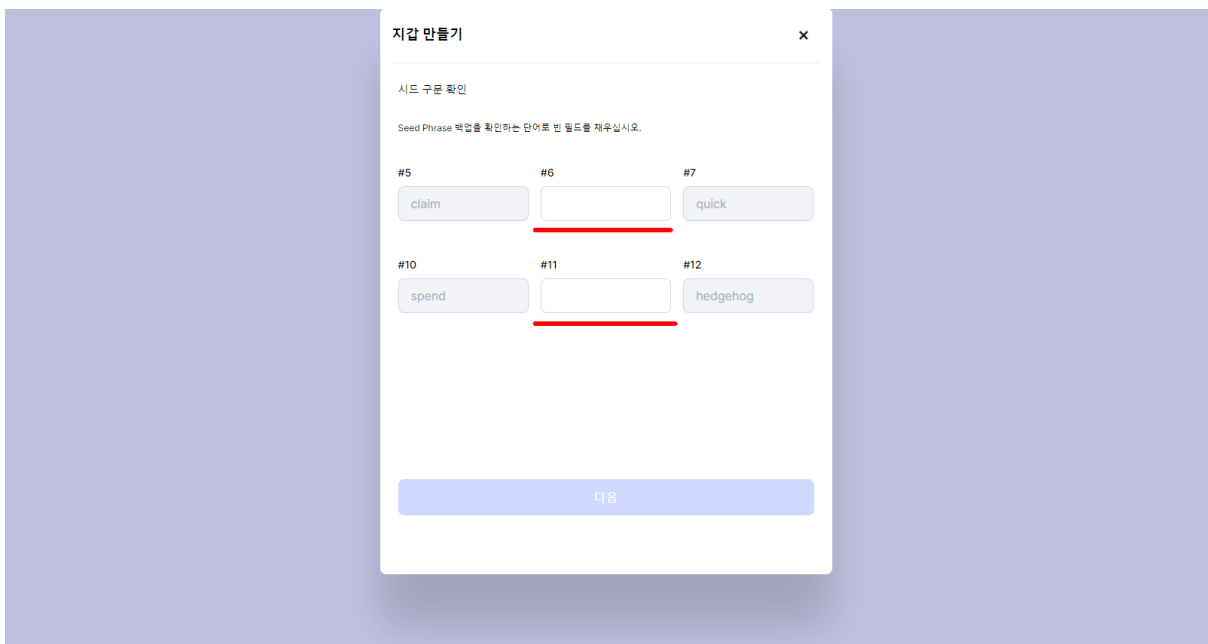 지갑 만들기 ×
시드 구문 확인
Seed Phrase 백업을 확인하는 단어로 빈 필드를 채우십시오.
#5 #6 #7
claim quick
#10 #11 #12
spend hedgehog
다음